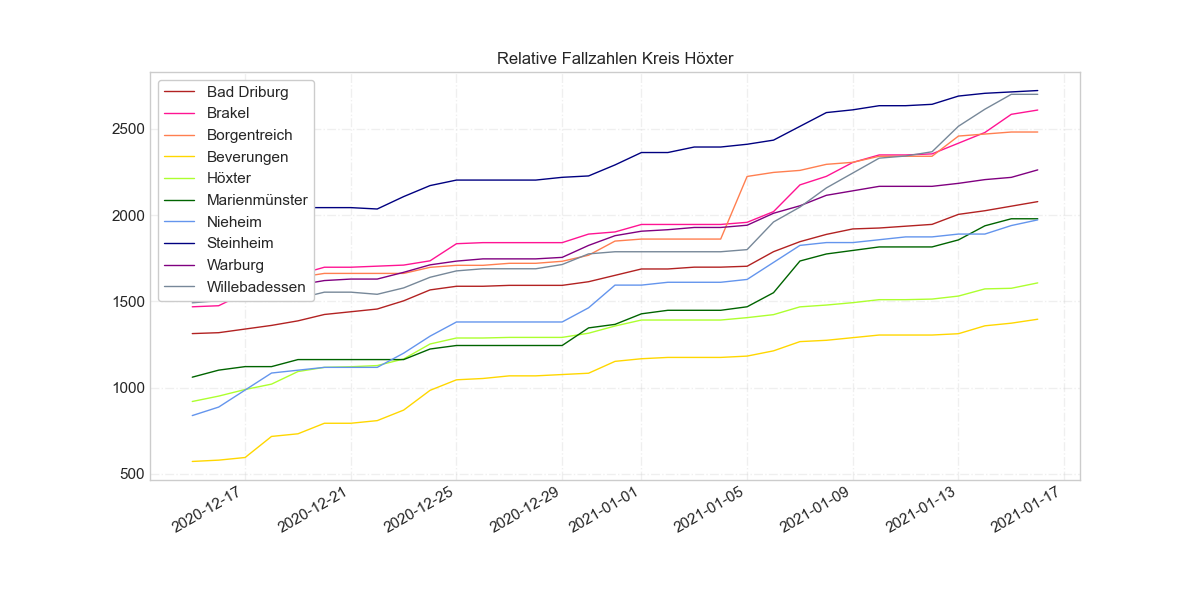 Relative Fallzahlen Kreis Höxter
Bad Driburg
Brakel
Borgentreich
Beverungen
Höxter
Marienmünster
Nieheim
Steinheim
Warburg
Willebadessen
2500
2000
1500
1000
500
2020-12-17
2020-12-21
2020-12-25
2020-12-29
2021-01-01
2021-01-05
2021-01-09
2021-01-13
2021-01-17